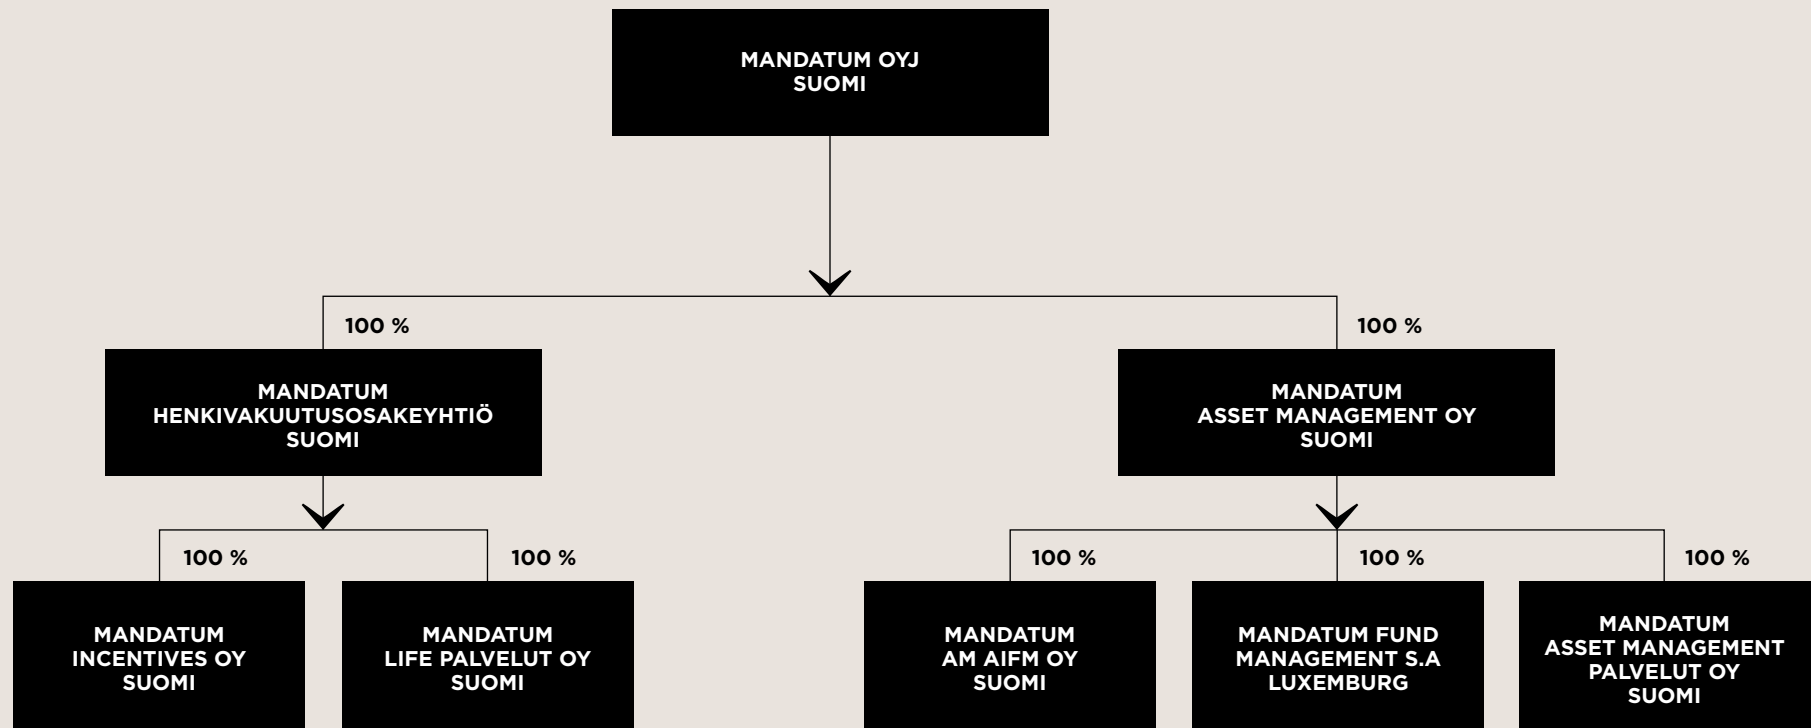 MANDATUM OYJ
SUOMI
100 %
100 %
MANDATUM
HENKIVAKUUTUSOSAKEYHTIÖ
SUOMI
MANDATUM
ASSET MANAGEMENT OY
SUOMI
100 %
100 %
100 %
100 %
100 %
MANDATUM
INCENTIVES OY
SUOMI
MANDATUM
LIFE PALVELUT OY
SUOMI
MANDATUM
AM AIFM OY
SUOMI
MANDATUM FUND
MANAGEMENT S.A
LUXEMBURG
MANDATUM
ASSET MANAGEMENT
PALVELUT OY
SUOMI